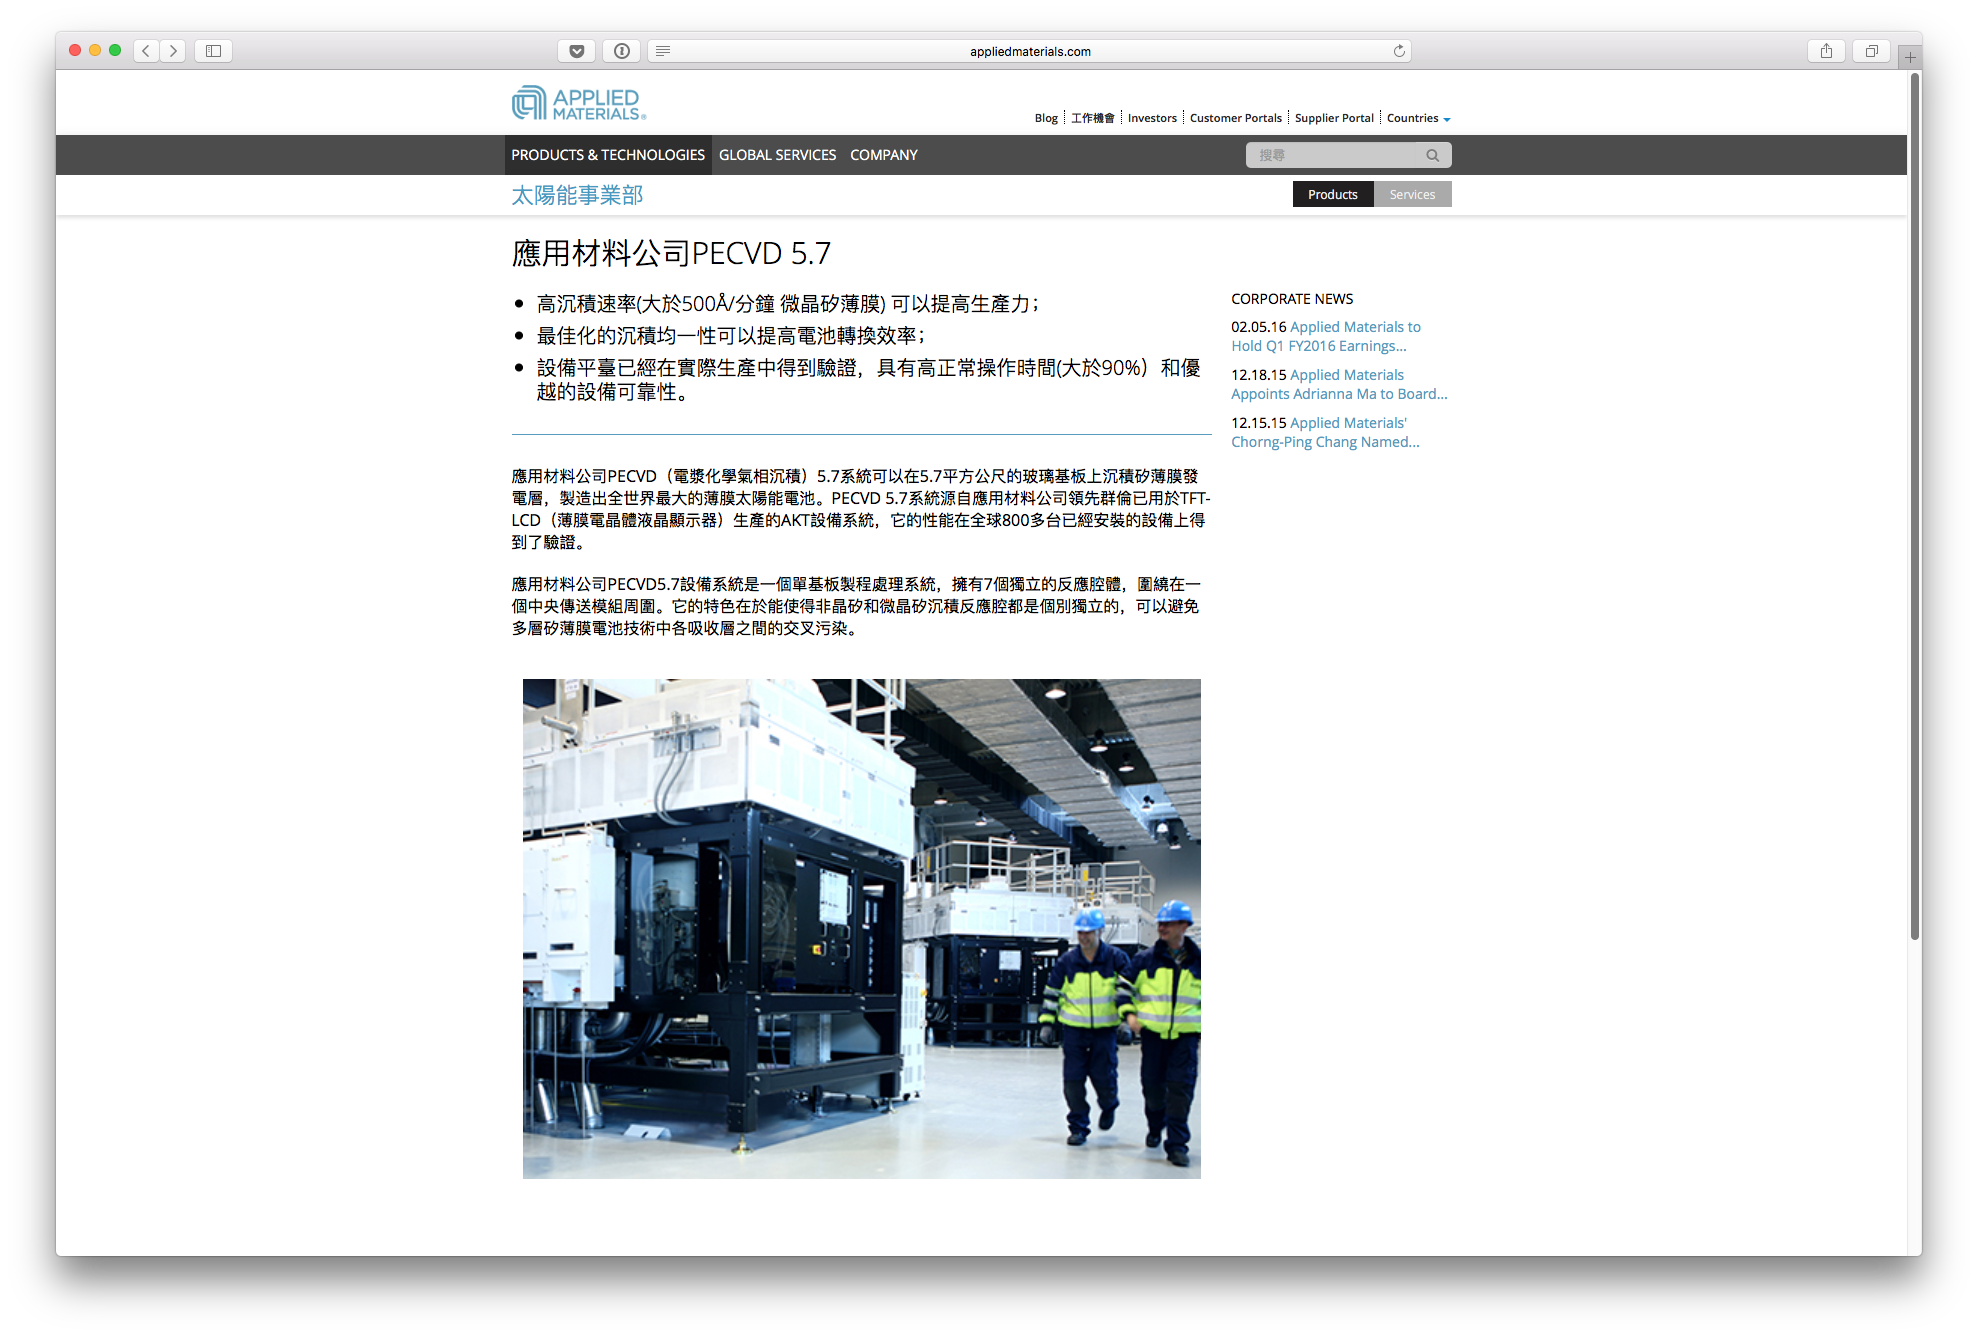 appliedmaterials.com
APPLIED
MATERIALS®
Blog
工作機會
Investors
Customer Portals
Supplier Portal
Countries
PRODUCTS & TECHNOLOGIES
GLOBAL SERVICES
COMPANY
搜尋
太陽能事業部
Products
Services
應用材料公司PECVD 5.7
高沉積速率(大於500Å/分鐘 微晶矽薄膜) 可以提高生產力；
最佳化的沉積均一性可以提高電池轉換效率；
設備平臺已經在實際生產中得到驗證，具有高正常操作時間(大於90%）和優
越的設備可靠性。
應用材料公司PECVD（電漿化學氣相沉積）5.7系統可以在5.7平方公尺的玻璃基板上沉積矽薄膜發
電層，製造出全世界最大的薄膜太陽能電池。PECVD 5.7系統源自應用材料公司領先群倫已用於TFT-
LCD（薄膜電晶體液晶顯示器）生產的AKT設備系統，它的性能在全球800多台已經安裝的設備上得
到了驗證。
應用材料公司PECVD5.7設備系統是一個單基板製程處理系統，擁有7個獨立的反應腔體，圍繞在一
個中央傳送模組周圍。它的特色在於能使得非晶矽和微晶矽沉積反應腔都是個別獨立的，可以避免
多層矽薄膜電池技術中各吸收層之間的交叉污染。
CORPORATE NEWS
02.05.16 Applied Materials to
Hold Q1 FY2016 Earnings...
12.18.15 Applied Materials
Appoints Adrianna Ma to Board...
12.15.15 Applied Materials'
Chorng-Ping Chang Named...